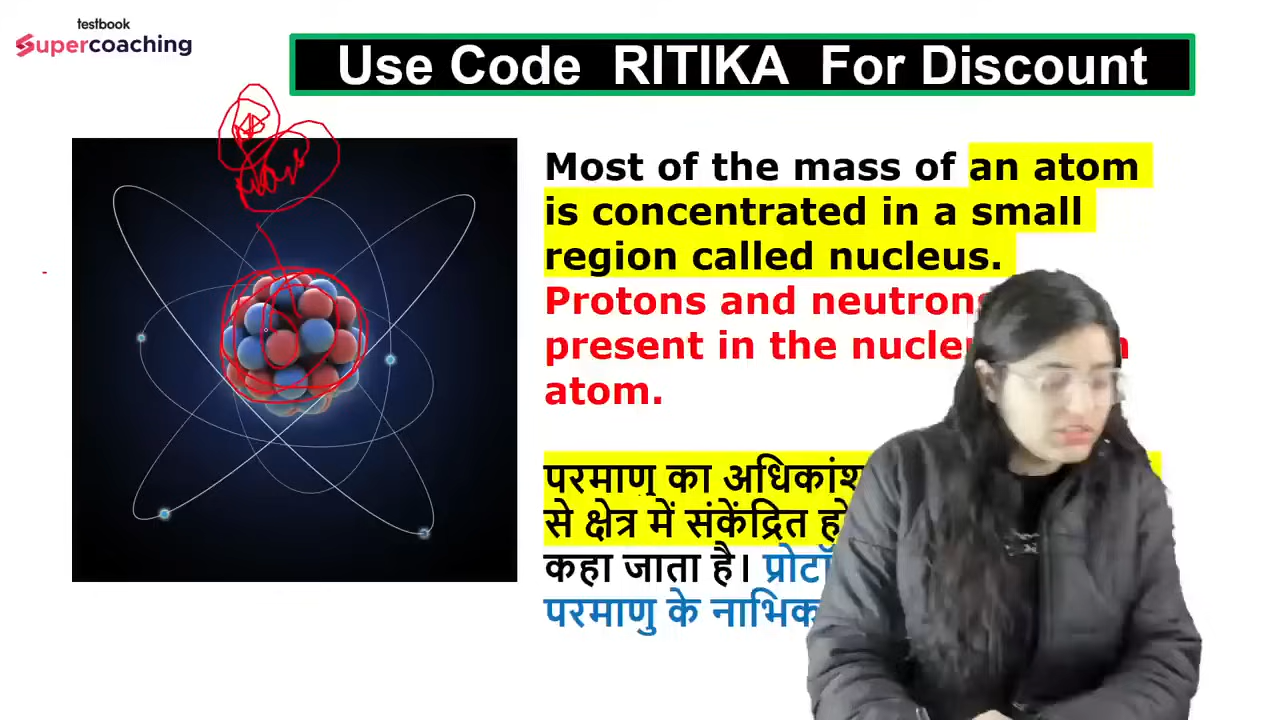 testbook
Supercoaching
Use Code RITIKA For Discount
Most of the mass of an atom
is concentrated in a small
region called nucleus.
Protons and neutrons
present in the
atom.
परमाणु का अधिकांश
से क्षेत्र में संकेंद्रित
कहा जाता है।
परमाणु के